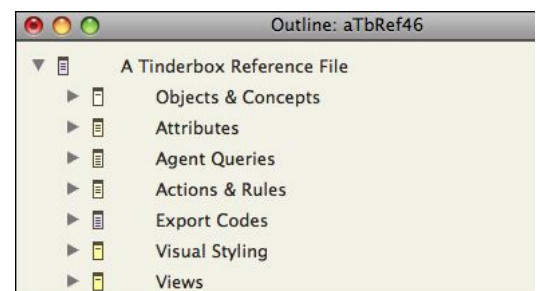 Outline: aTbRef46
A Tinderbox Reference File
Objects & Concepts
Attributes
Agent Queries
Actions & Rules
Export Codes
Visual Styling
Views